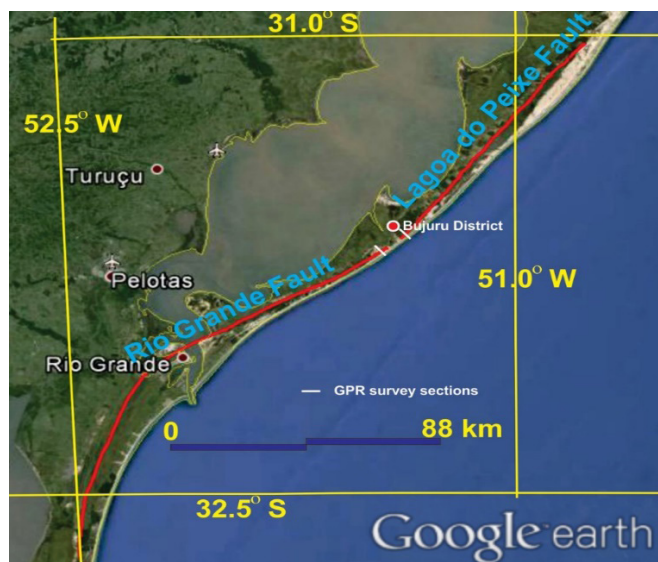 31.0° S
52.5° W
Lagoa do Peixe Fault
Turuçu
Bujuru District
51.0° W
Pelotas
Rio Grande Fault
Rio Grande
GPR survey sections
0
88 km
32.5° S
Google earth